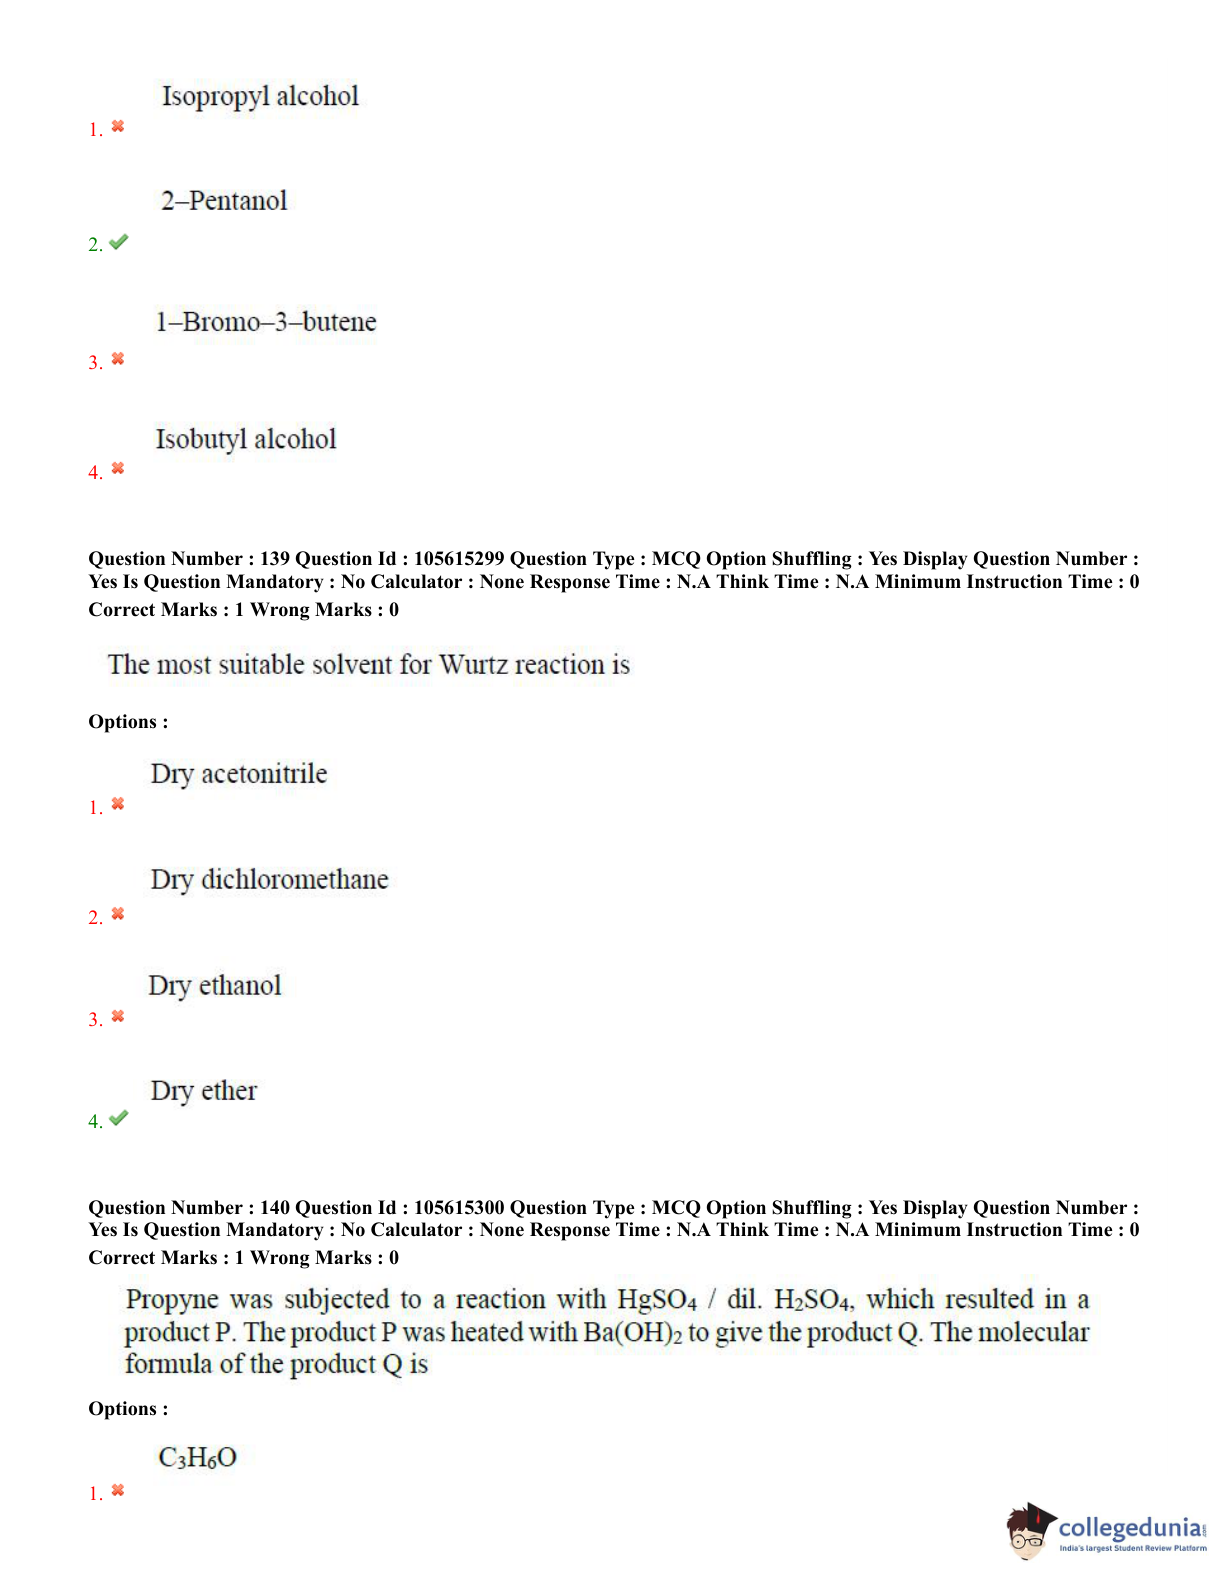 Isopropyl alcohol
1.
2–Pentanol
2.
1–Bromo–3–butene
3.
Isobutyl alcohol
4.
Question Number : 139 Question Id : 105615299 Question Type : MCQ Option Shuffling : Yes Display Question Number :
Yes Is Question Mandatory : No Calculator : None Response Time : N.A Think Time : N.A Minimum Instruction Time : 0
Correct Marks : 1 Wrong Marks : 0
The most suitable solvent for Wurtz reaction is
Options :
Dry acetonitrile
1.
Dry dichloromethane
2.
Dry ethanol
3.
Dry ether
4.
Question Number : 140 Question Id : 105615300 Question Type : MCQ Option Shuffling : Yes Display Question Number :
Yes Is Question Mandatory : No Calculator : None Response Time : N.A Think Time : N.A Minimum Instruction Time : 0
Correct Marks : 1 Wrong Marks : 0
Propyne was subjected to a reaction with HgSO₄ / dil. H₂SO₄, which resulted in a
product P. The product P was heated with Ba(OH)₂ to give the product Q. The molecular
formula of the product Q is
Options :
C₃H₆O
1.
collegedunia.com
India's largest Student Review Platform